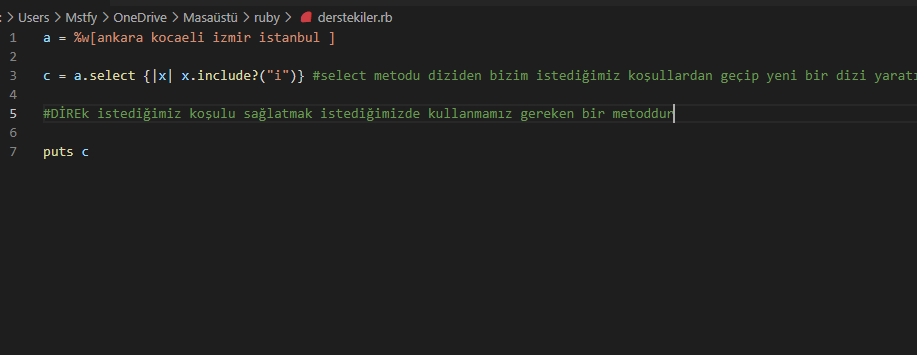 : > Users > Mstfy > OneDrive > Masaüstü > ruby > derstekiler.rb
1 a = %w[ankara kocaeli izmir istanbul ]
2
3 c = a.select {|x| x.include?("i")} #select metodu diziden bizim istediğimiz koşullardan geçip yeni bir dizi yaratı
4
5 #DİREk istediğimiz koşulu sağlatmak istediğimizde kullanmamız gereken bir metoddur
6
7 puts c